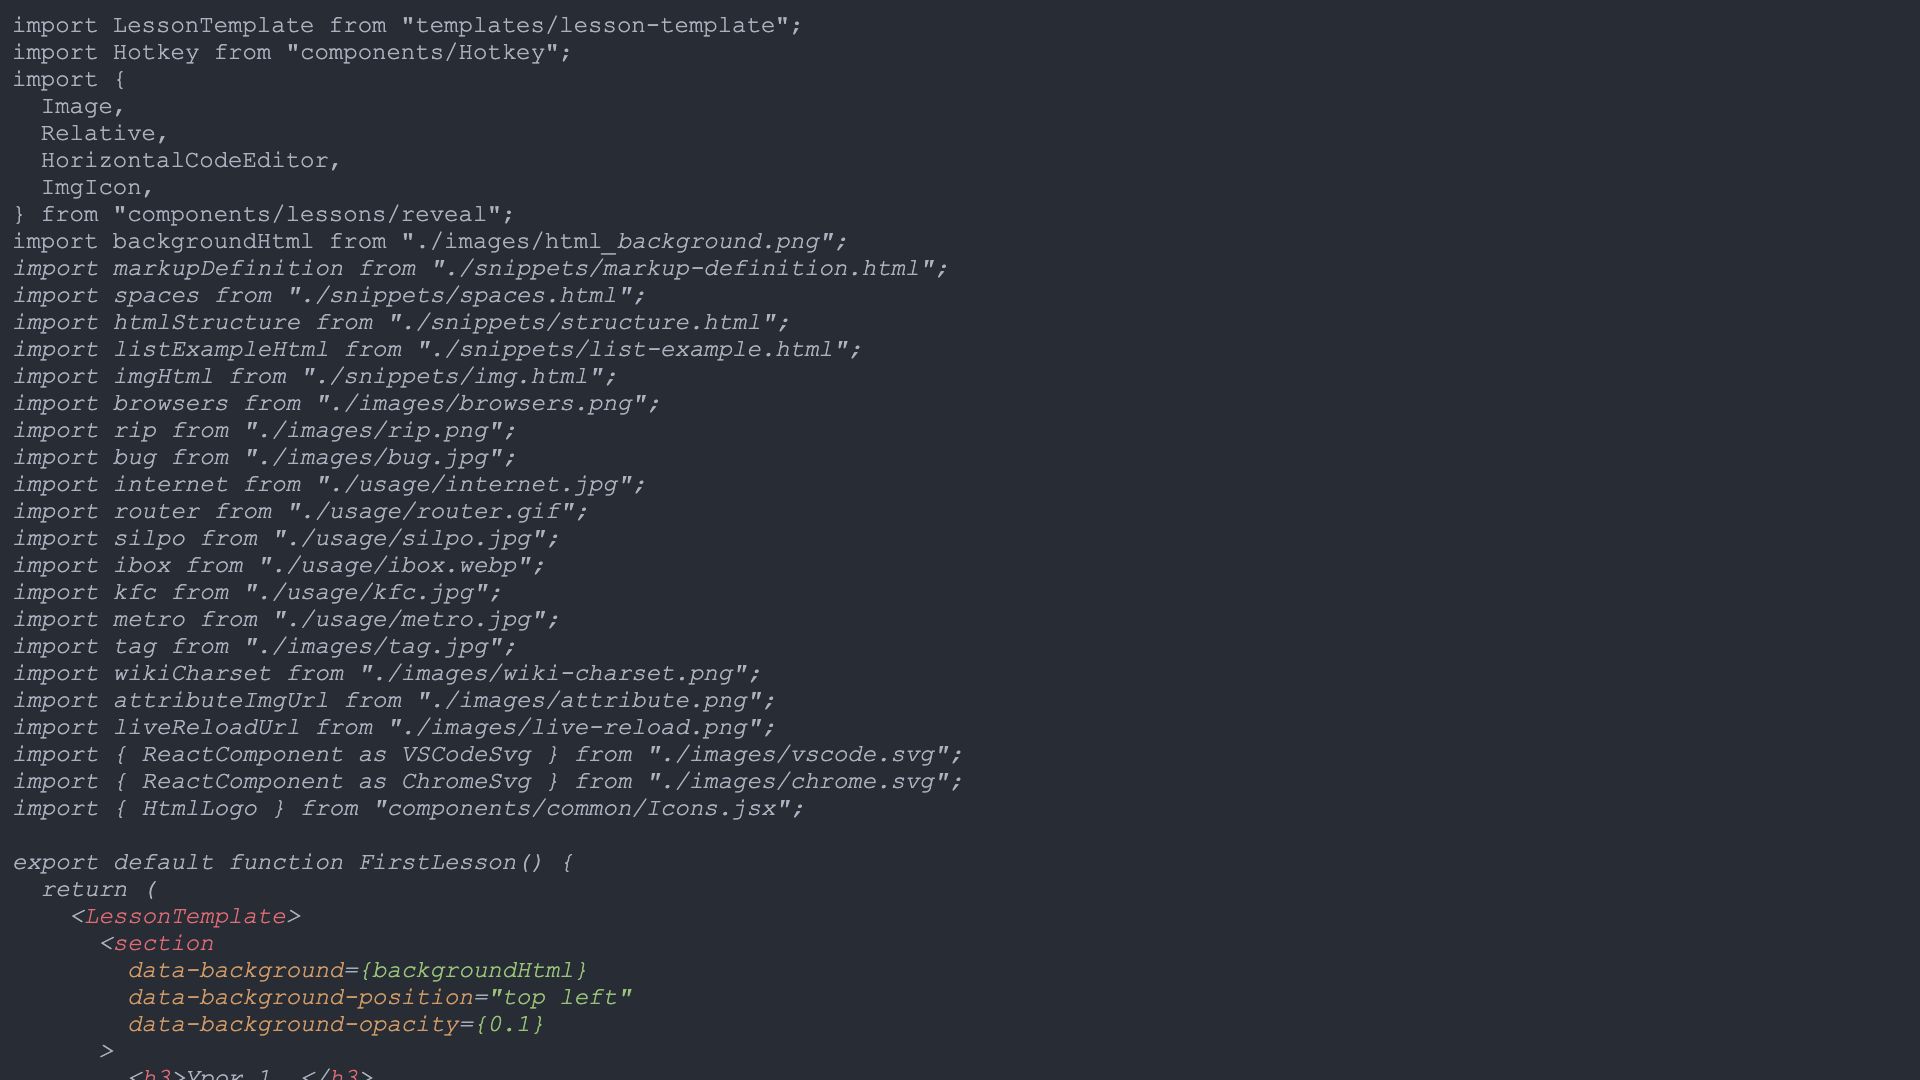 import LessonTemplate from "templates/lesson-template";
import Hotkey from "components/Hotkey";
import {
  Image,
  Relative,
  HorizontalCodeEditor,
  ImgIcon,
} from "components/lessons/reveal";
import backgroundHtml from "./images/html_background.png";
import markupDefinition from "./snippets/markup-definition.html";
import spaces from "./snippets/spaces.html";
import htmlStructure from "./snippets/structure.html";
import listExampleHtml from "./snippets/list-example.html";
import imgHtml from "./snippets/img.html";
import browsers from "./images/browsers.png";
import rip from "./images/rip.png";
import bug from "./images/bug.jpg";
import internet from "./usage/internet.jpg";
import router from "./usage/router.gif";
import silpo from "./usage/silpo.jpg";
import ibox from "./usage/ibox.webp";
import kfc from "./usage/kfc.jpg";
import metro from "./usage/metro.jpg";
import tag from "./images/tag.jpg";
import wikiCharset from "./images/wiki-charset.png";
import attributeImgUrl from "./images/attribute.png";
import liveReloadUrl from "./images/live-reload.png";
import { ReactComponent as VSCodeSvg } from "./images/vscode.svg";
import { ReactComponent as ChromeSvg } from "./images/chrome.svg";
import { HtmlLogo } from "components/common/Icons.jsx";

export default function FirstLesson() {
  return (
    <LessonTemplate>
      <section
        data-background={backgroundHtml}
        data-background-position="top left"
        data-background-opacity={0.1}
      >
        <h3>Урок 1. </h3>